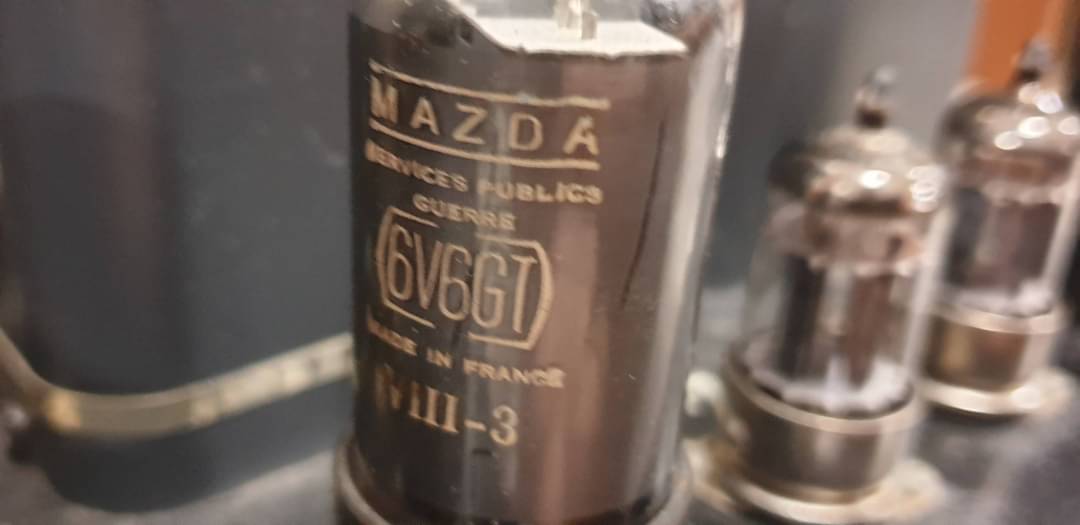 MAZDA
SERVICES PUBLICS
GUERRE
6V6GT
MADE IN FRANCE
VIII-3